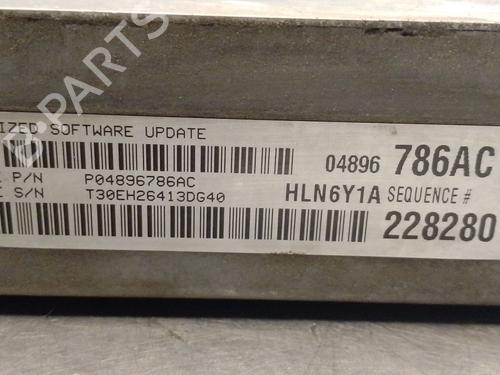 IZED SOFTWARE UPDATE
P/N P04896786AC
E S/N T30EH26413DG40
04896 786AC
HLN6Y1A SEQUENCE #
228280
B-PARTS